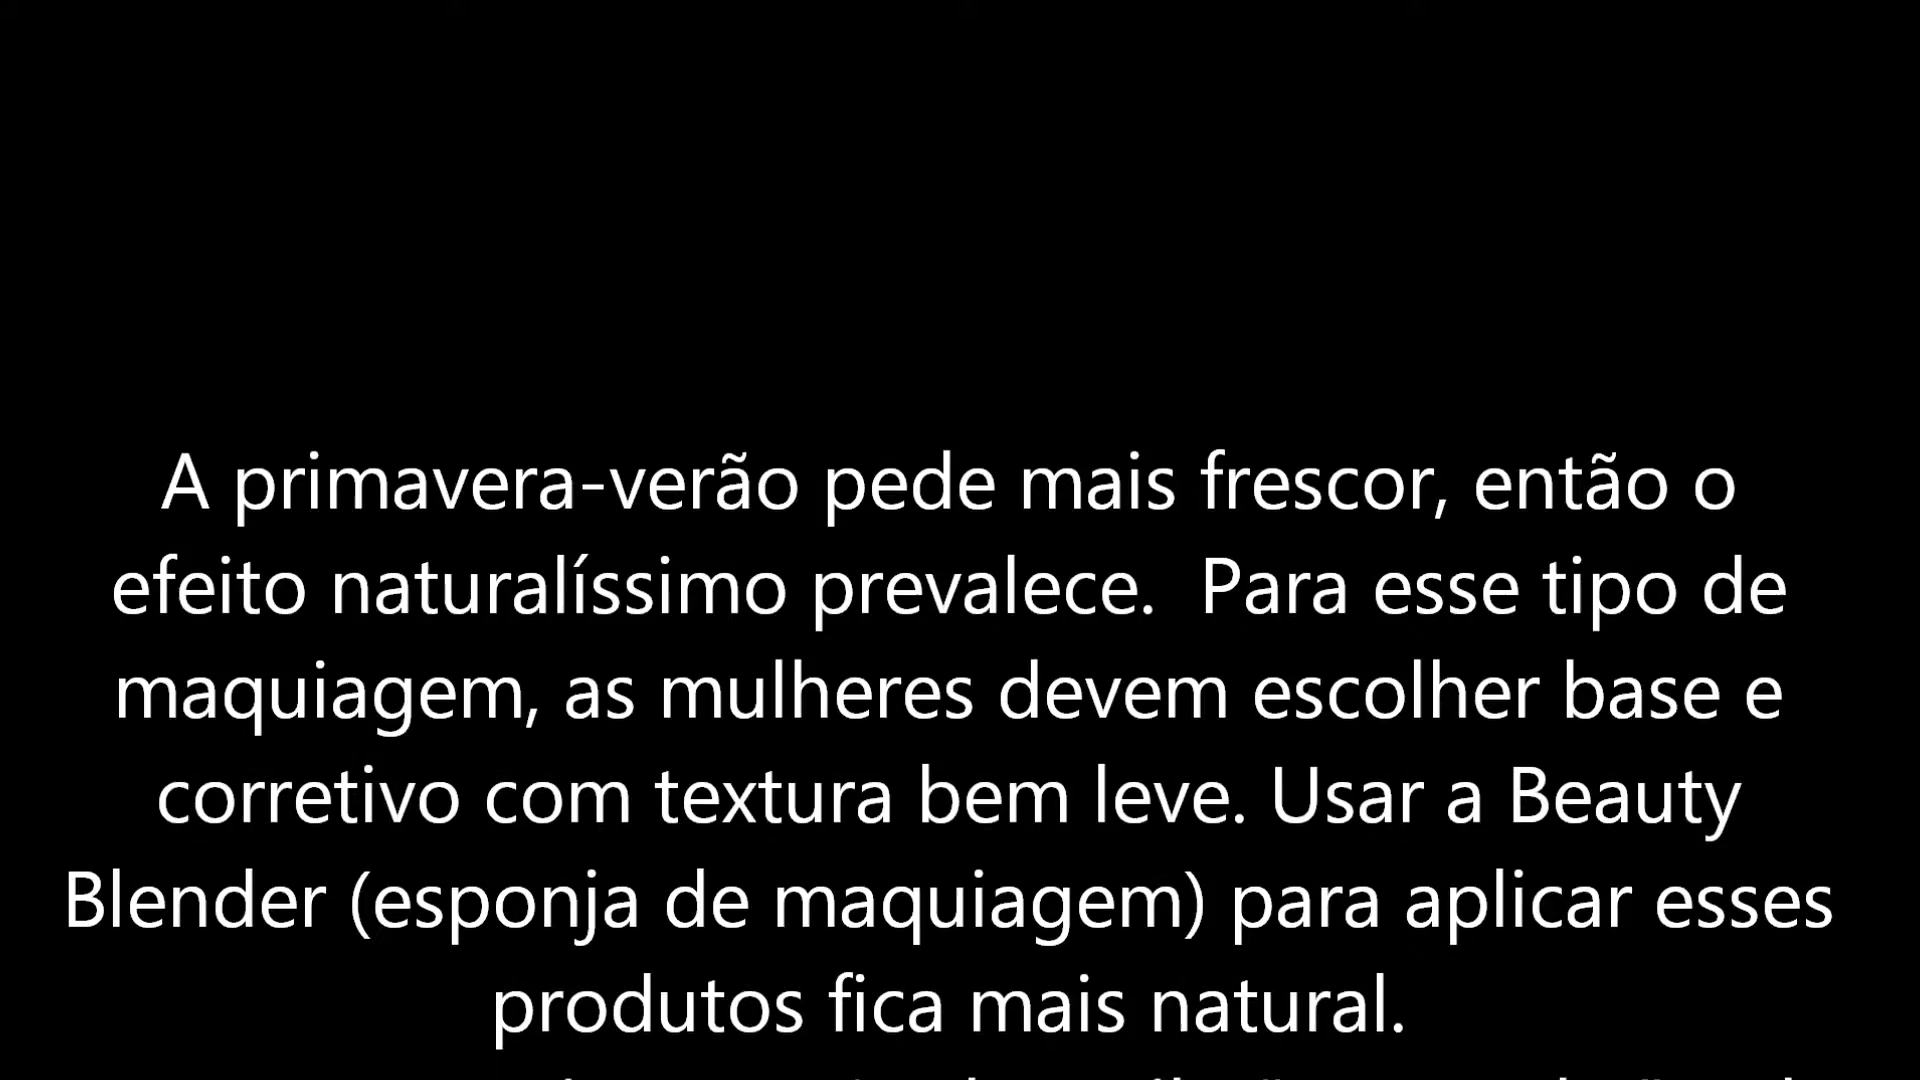 A primavera-verão pede mais frescor, então o
efeito naturalíssimo prevalece.  Para esse tipo de
maquiagem, as mulheres devem escolher base e
corretivo com textura bem leve. Usar a Beauty
Blender (esponja de maquiagem) para aplicar esses
produtos fica mais natural.